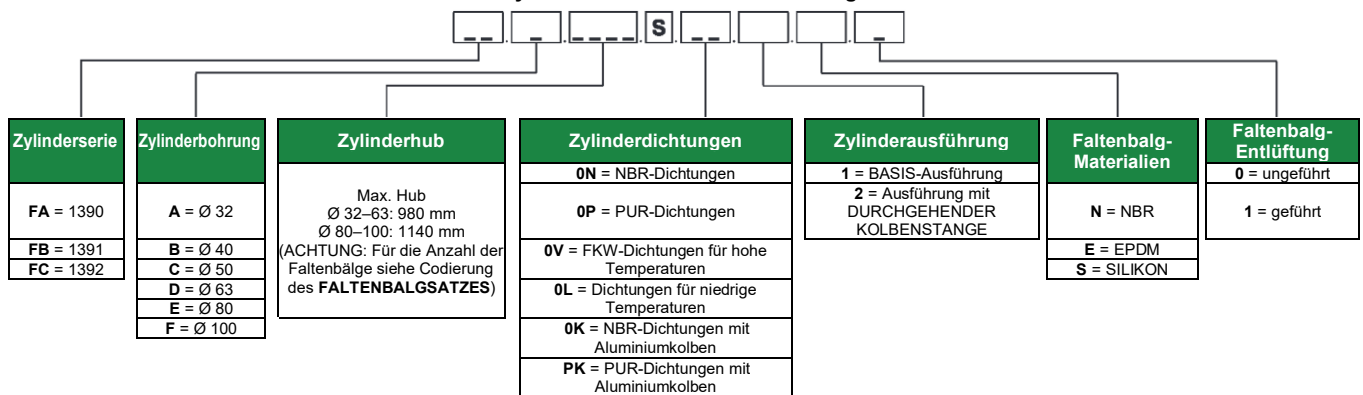 S
Zylinderserie
FA = 1390
FB = 1391
FC = 1392
Zylinderbohrung
A = Ø 32
B = Ø 40
C = Ø 50
D = Ø 63
E = Ø 80
F = Ø 100
Zylinderhub
Max. Hub
Ø 32–63: 980 mm
Ø 80–100: 1140 mm
(ACHTUNG: Für die Anzahl der
Faltenbälge siehe Codierung
des FALTENBALGSATZES)
Zylinderdichtungen
0N = NBR-Dichtungen
0P = PUR-Dichtungen
0V = FKW-Dichtungen für hohe
Temperaturen
0L = Dichtungen für niedrige
Temperaturen
0K = NBR-Dichtungen mit
Aluminiumkolben
PK = PUR-Dichtungen mit
Aluminiumkolben
Zylinderausführung
1 = BASIS-Ausführung
2 = Ausführung mit
DURCHGEHENDER
KOLBENSTANGE
Faltenbalg-
Materialien
N = NBR
E = EPDM
S = SILIKON
Faltenbalg-
Entlüftung
0 = ungeführt
1 = geführt